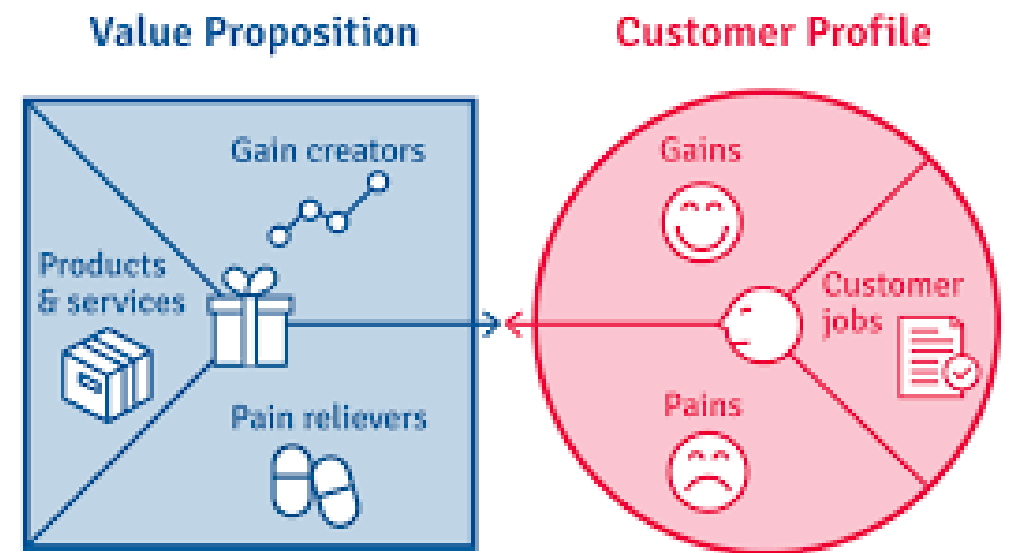 Value Proposition
Customer Profile
Gain creators
Products
& services
Pain relievers
Gains
Customer
jobs
Pains